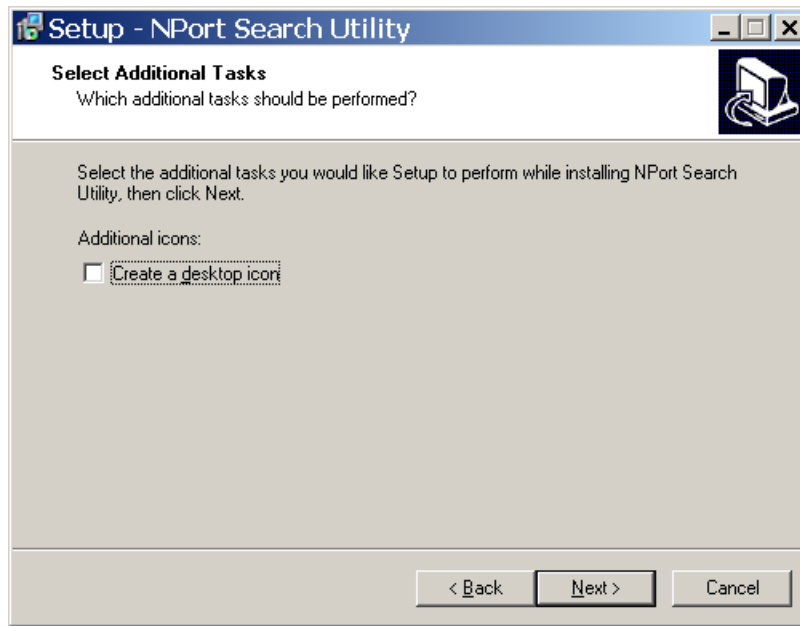 Setup - NPort Search Utility
Select Additional Tasks
Which additional tasks should be performed?
Select the additional tasks you would like Setup to perform while installing NPort Search
Utility, then click Next.
Additional icons:
Create a desktop icon
< Back Next > Cancel